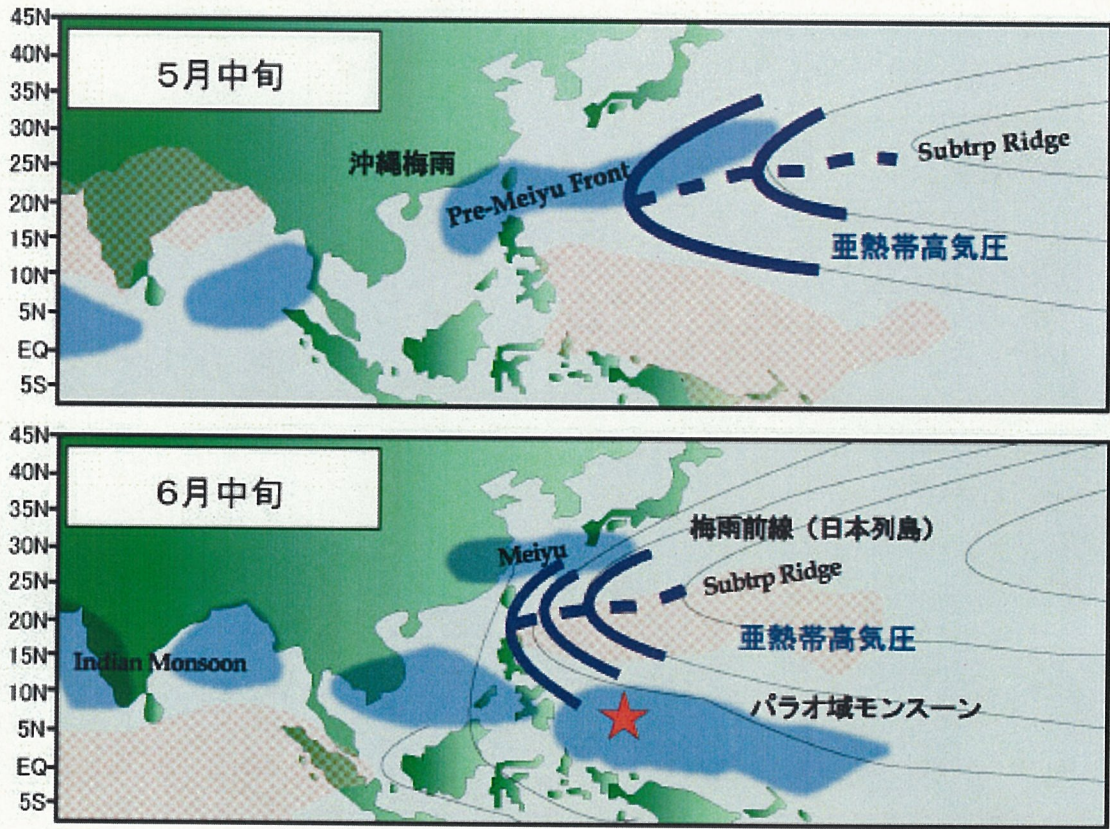 45N
40N
35N
30N
25N
20N
15N
10N
5N
EQ
5S
5月中旬
沖縄梅雨
Pre-Meiyu Front
Subtrp Ridge
亜熱帯高気圧
45N
40N
35N
30N
25N
20N
15N
10N
5N
EQ
5S
6月中旬
Meiyu
梅雨前線（日本列島）
Subtrp Ridge
亜熱帯高気圧
Indian Monsoon
パラオ域モンスーン